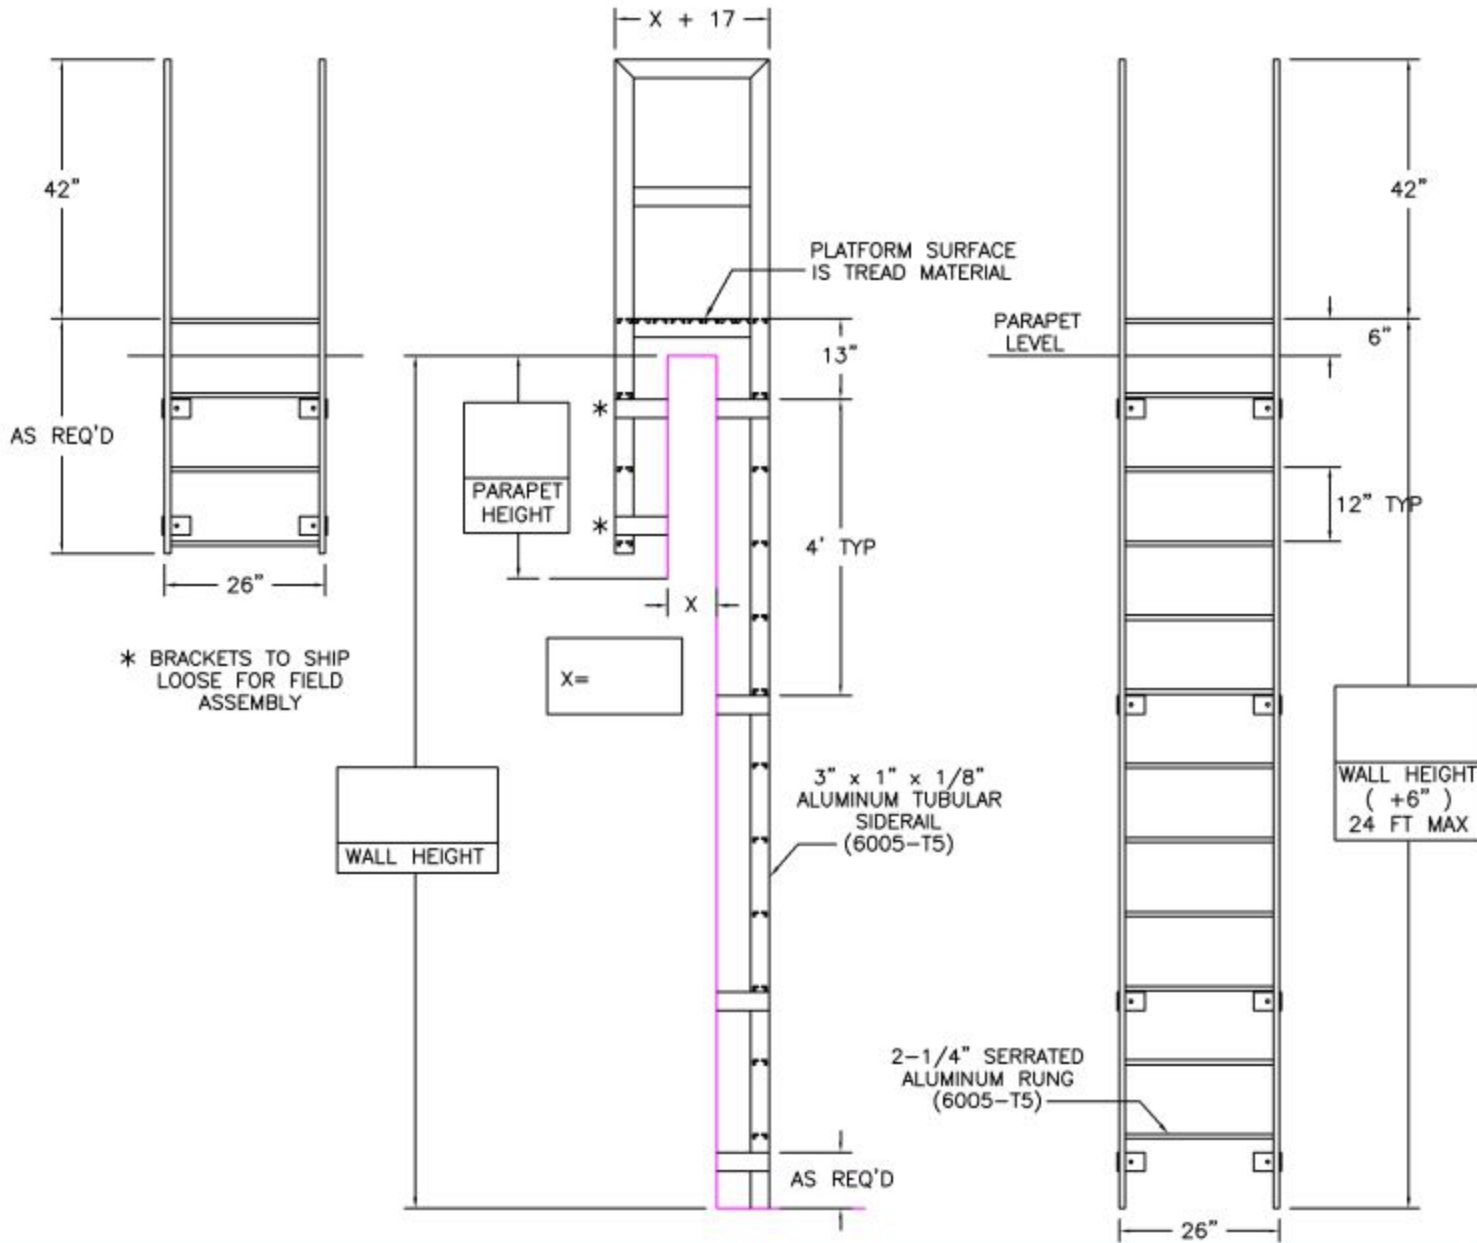 X + 17
42"
42"
PLATFORM SURFACE
IS TREAD MATERIAL
PARAPET
LEVEL
6"
13"
*
AS REQ'D
PARAPET
HEIGHT
12" TYP
*
4' TYP
26"
X
* BRACKETS TO SHIP
LOOSE FOR FIELD
ASSEMBLY
X=
3" x 1" x 1/8"
ALUMINUM TUBULAR
SIDERAIL
(6005-T5)
WALL HEIGHT
( +6" )
24 FT MAX
WALL HEIGHT
2-1/4" SERRATED
ALUMINUM RUNG
(6005-T5)
AS REQ'D
26"